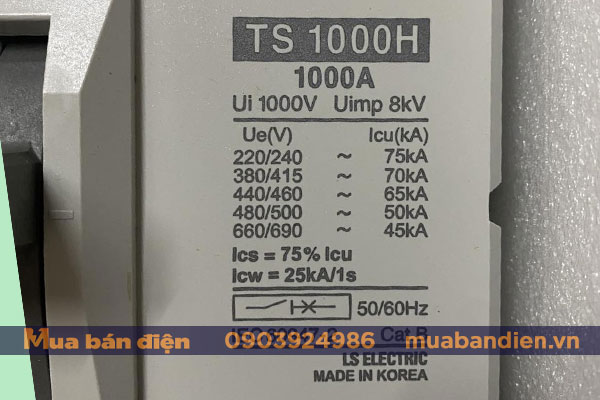 TS 1000H
1000A
Ui 1000V Uimp 8kV
Ue(V) Icu(kA)
220/240 ~ 75kA
380/415 ~ 70kA
440/460 ~ 65kA
480/500 ~ 50kA
660/690 ~ 45kA
Ics = 75% Icu
Icw = 25kA/1s
50/60Hz
Mua bán điện 0903924986 muabandien.vn
Cat.B
LS ELECTRIC
MADE IN KOREA